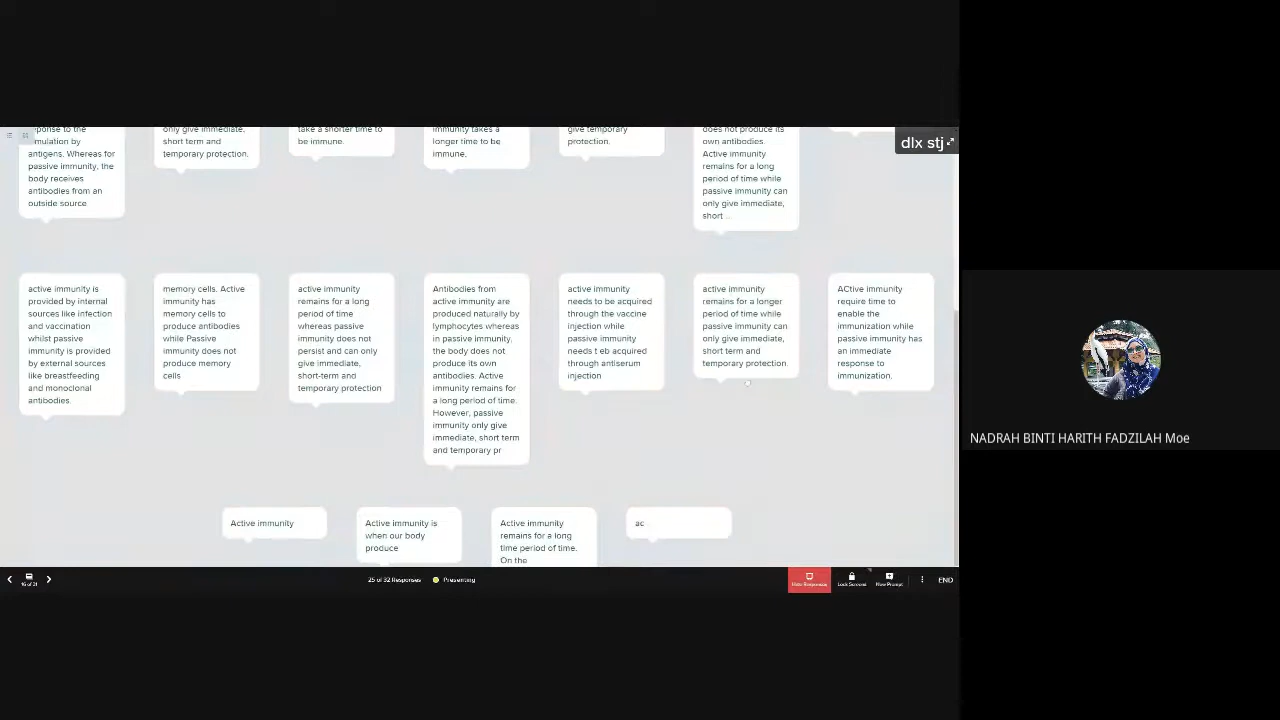 sponse to the
mulation by
antigens. Whereas for
passive immunity, the
body receives
antibodies from an
outside source
only give immediate,
short term and
temporary protection.
take a shorter time to
be immune.
immunity takes a
longer time to be
immune.
give temporary
protection.
does not produce its
own antibodies.
Active immunity
remains for a long
period of time while
passive immunity can
only give immediate,
short ...
dlx stj
active immunity is
provided by internal
sources like infection
and vaccination
whilst passive
immunity is provided
by external sources
like breastfeeding
and monoclonal
antibodies.
memory cells. Active
immunity has
memory cells to
produce antibodies
while Passive
immunity does not
produce memory
cells
active immunity
remains for a long
period of time
whereas passive
immunity does not
persist and can only
give immediate,
short-term and
temporary protection
Antibodies from
active immunity are
produced naturally by
lymphocytes whereas
in passive immunity,
the body does not
produce its own
antibodies. Active
immunity remains for
a long period of time.
However, passive
immunity only give
immediate, short term
and temporary pr
active immunity
needs to be acquired
through the vaccine
injection while
passive immunity
needs t eb acquired
through antiserum
injection
active immunity
remains for a longer
period of time while
passive immunity can
only give immediate,
short term and
temporary protection.
ACtive immunity
require time to
enable the
immunization while
passive immunity has
an immediate
response to
immunization.
Active immunity
Active immunity is
when our body
produce
Active immunity
remains for a long
time period of time.
On the
ac
25 of 32 Responses
Presenting
Hide Responses
Lock Screens
New Prompt
END
NADRAH BINTI HARITH FADZILAH Moe